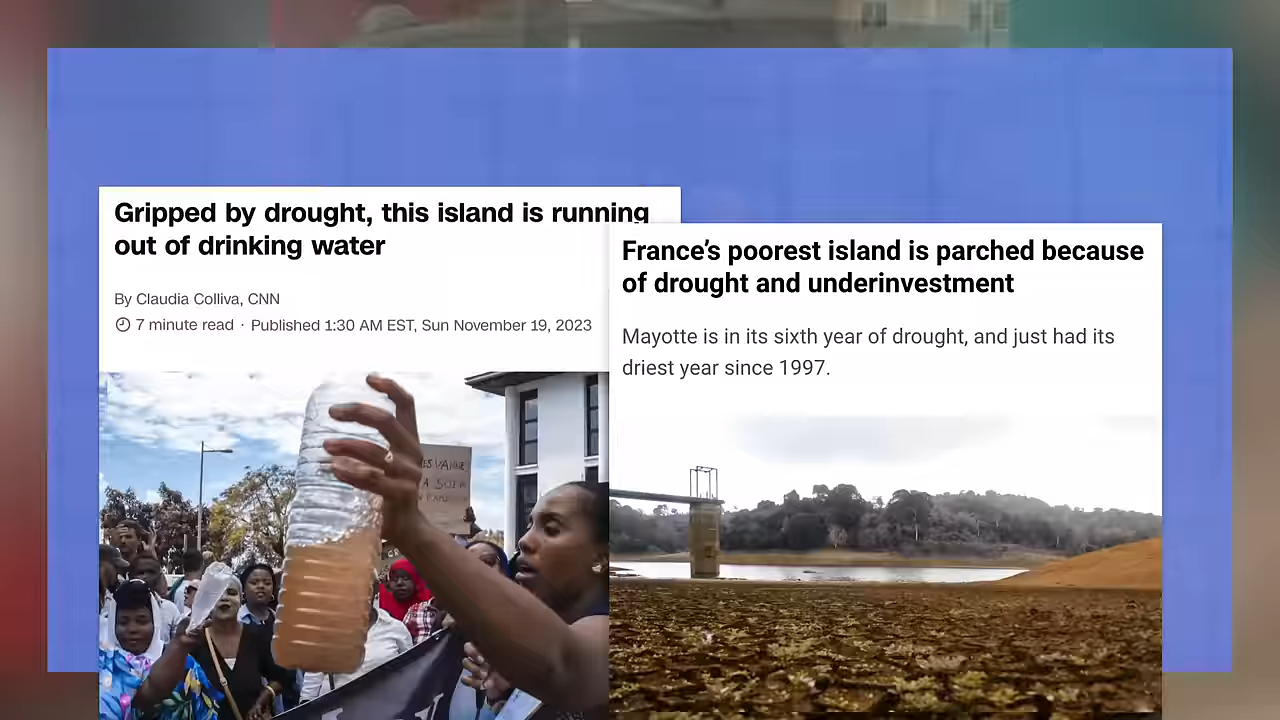 Gripped by drought, this island is running
out of drinking water
By Claudia Colliva, CNN
7 minute read · Published 1:30 AM EST, Sun November 19, 2023
France’s poorest island is parched because
of drought and underinvestment
Mayotte is in its sixth year of drought, and just had its
driest year since 1997.
A SOIF